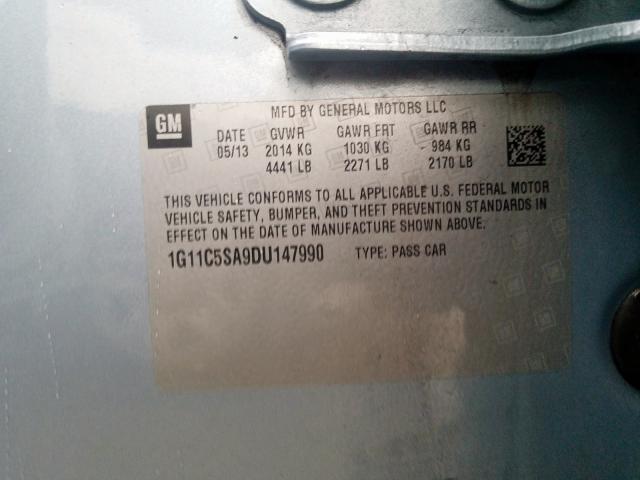 GM
MFD BY GENERAL MOTORS LLC
DATE GVWR GAWR FRT GAWR RR
05/13 2014 KG 1030 KG 984 KG
4441 LB 2271 LB 2170 LB
THIS VEHICLE CONFORMS TO ALL APPLICABLE U.S. FEDERAL MOTOR
VEHICLE SAFETY, BUMPER, AND THEFT PREVENTION STANDARDS IN
EFFECT ON THE DATE OF MANUFACTURE SHOWN ABOVE.
1G11C5SA9DU147990 TYPE: PASS CAR